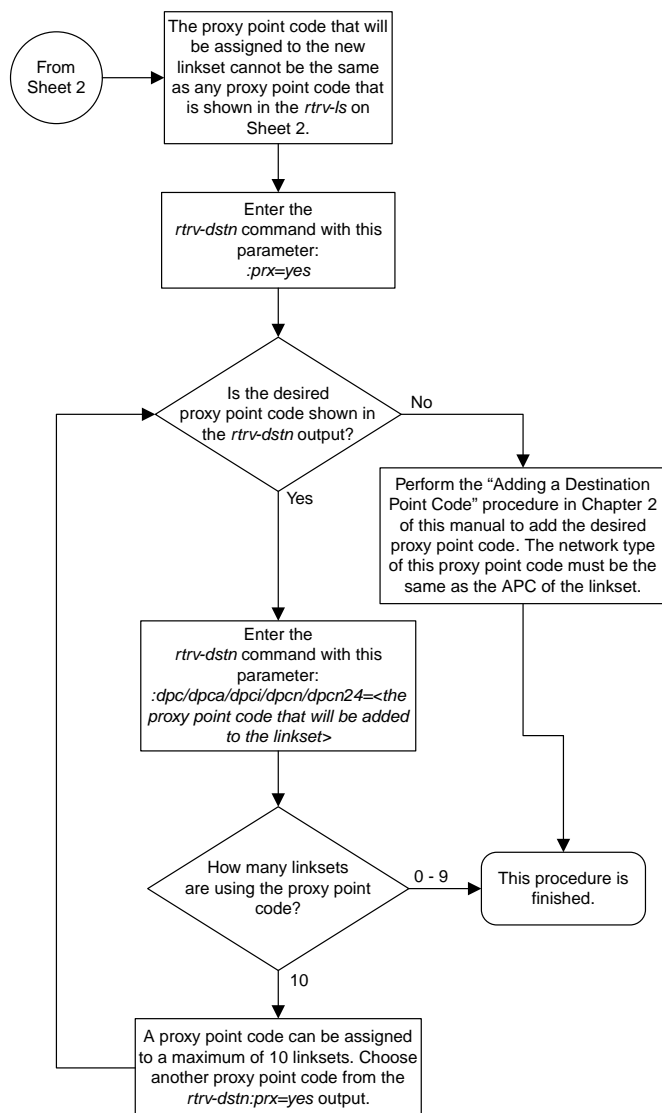 From
Sheet 2
The proxy point code that will
be assigned to the new
linkset cannot be the same
as any proxy point code that
is shown in the rtrv-ls on
Sheet 2.
Enter the
rtrv-dstn command with this
parameter:
:prx=yes
Is the desired
proxy point code shown in
the rtrv-dstn output?
No
Yes
Perform the “Adding a Destination
Point Code” procedure in Chapter 2
of this manual to add the desired
proxy point code. The network type
of this proxy point code must be the
same as the APC of the linkset.
Enter the
rtrv-dstn command with this
parameter:
:dpc/dpca/dpci/dpcn/dpcn24=<the
proxy point code that will be added
to the linkset>
How many linksets
are using the proxy point
code?
0 - 9
This procedure is
finished.
10
A proxy point code can be assigned
to a maximum of 10 linksets. Choose
another proxy point code from the
rtrv-dstn:prx=yes output.